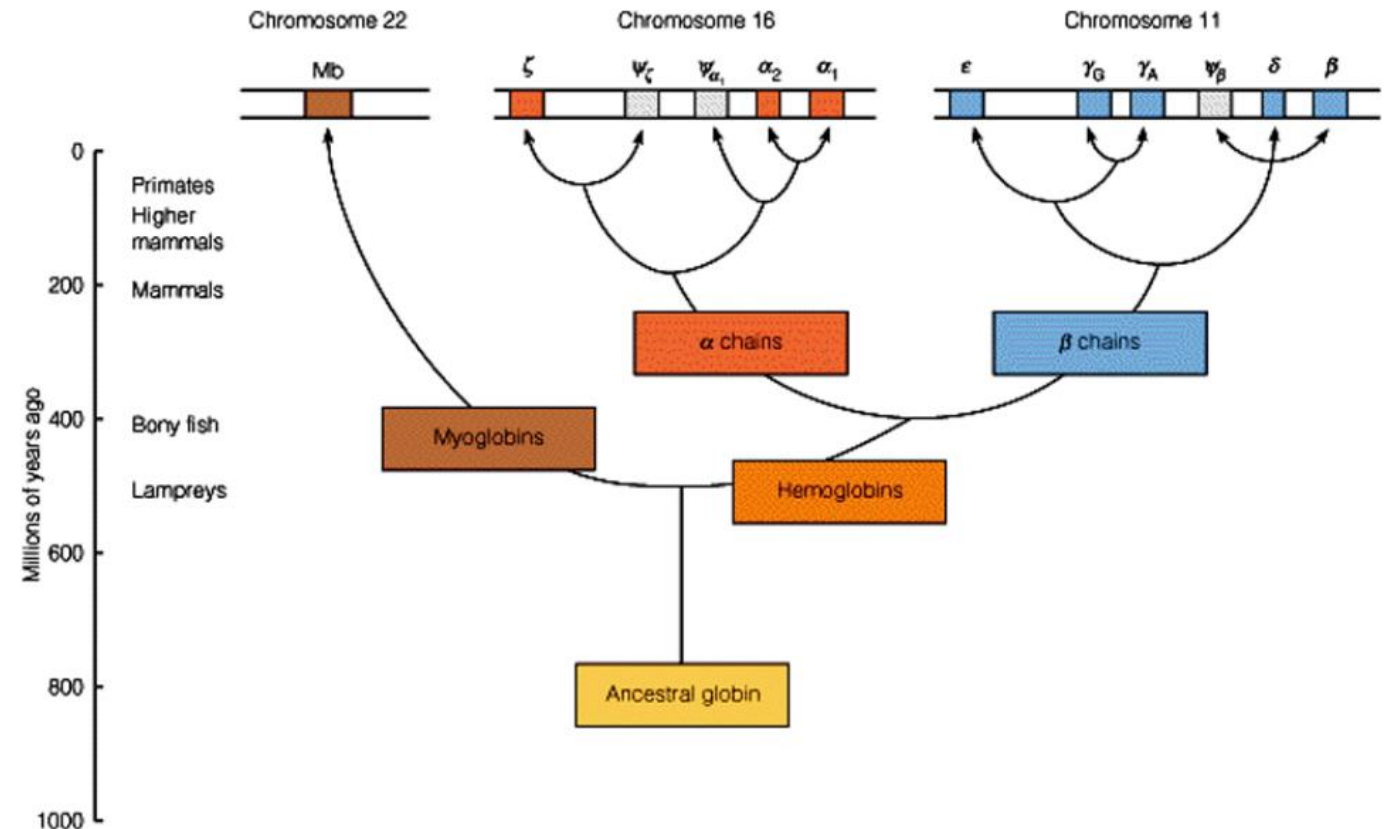 Chromosome 22
Chromosome 16
Chromosome 11
Mb
ζ
Ψζ
Ψα₁
α₂
α₁
ε
γG
γA
Ψβ
δ
β
0
Primates
Higher
mammals
200
Mammals
α chains
β chains
400
Bony fish
Myoglobins
Lampreys
Hemoglobins
Millions of years ago
600
800
Ancestral globin
1000